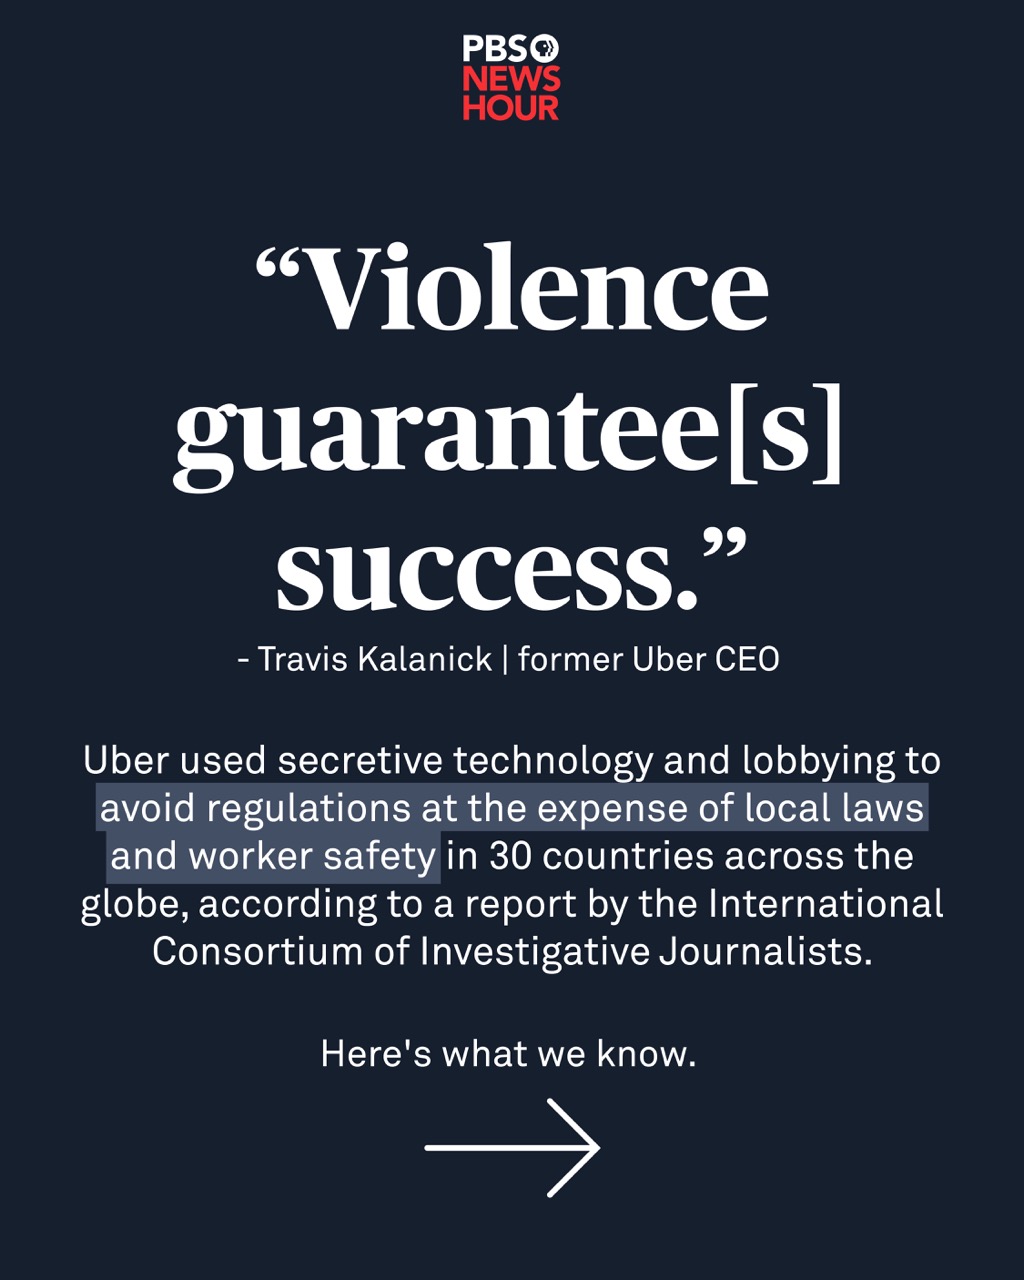 PBS
NEWS
HOUR
“Violence
guarantee[s]
success.”
- Travis Kalanick | former Uber CEO
Uber used secretive technology and lobbying to
avoid regulations at the expense of local laws
and worker safety in 30 countries across the
globe, according to a report by the International
Consortium of Investigative Journalists.
Here's what we know.